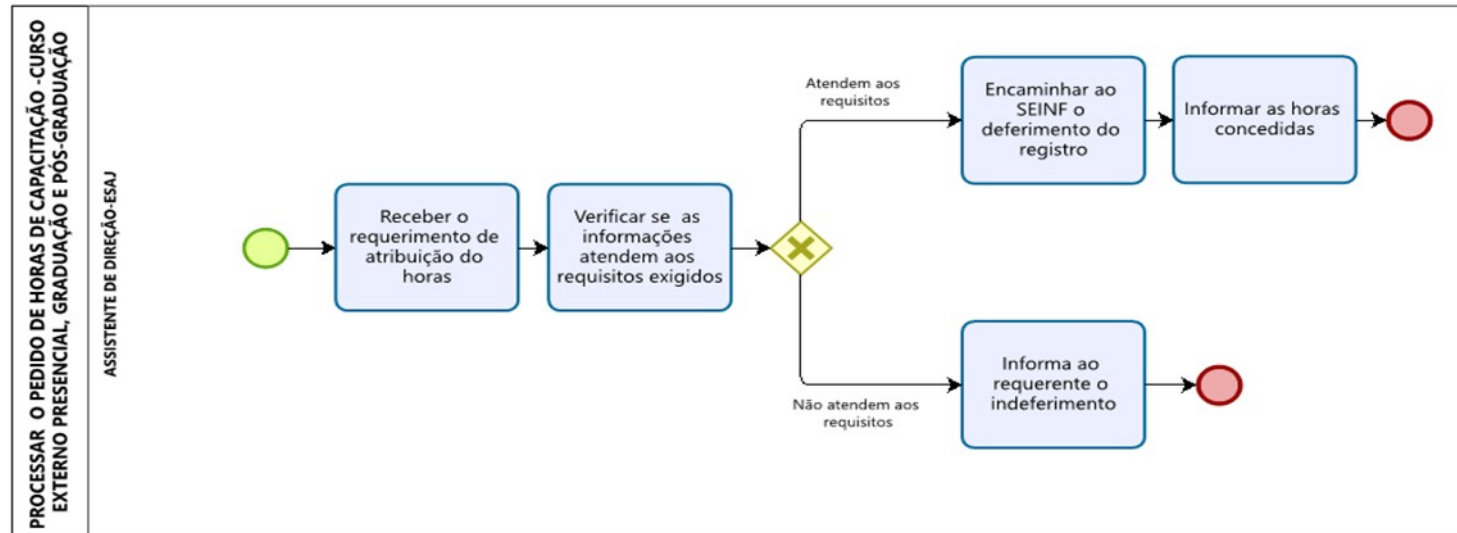 PROCESSAR O PEDIDO DE HORAS DE CAPACITAÇÃO -CURSO
EXTERNO PRESENCIAL, GRADUAÇÃO E PÓS-GRADUAÇÃO
ASSISTENTE DE DIREÇÃO-ESAJ
Receber o
requerimento de
atribuição do
horas
Verificar se as
informações
atendem aos
requisitos exigidos
Atendem aos
requisitos
Encaminhar ao
SEINF o
deferimento do
registro
Informar as horas
concedidas
Não atendem aos
requisitos
Informa ao
requerente o
indeferimento